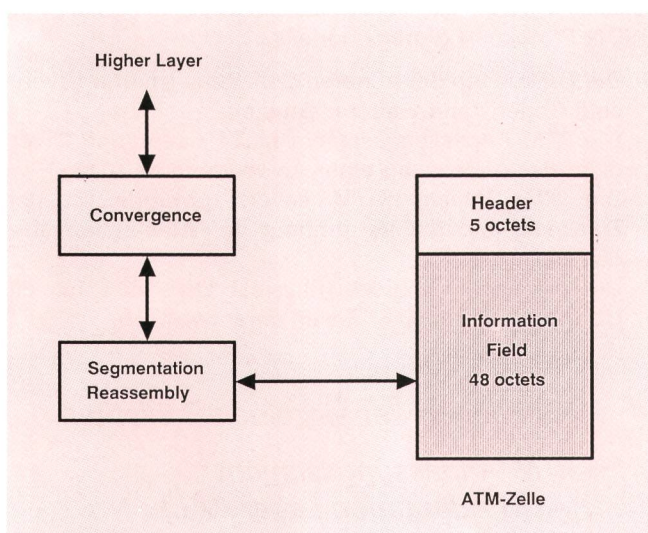 Higher Layer
Convergence
Segmentation
Reassembly
Header
5 octets
Information
Field
48 octets
ATM-Zelle